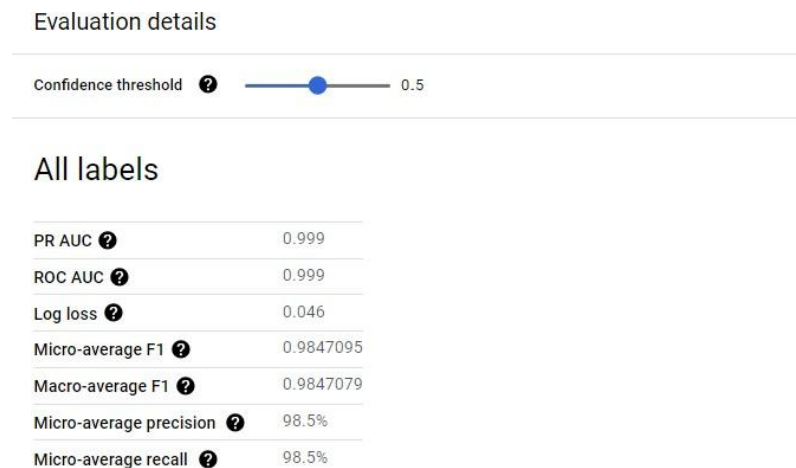 Evaluation details
Confidence threshold ? 0.5
All labels
PR AUC ? 0.999
ROC AUC ? 0.999
Log loss ? 0.046
Micro-average F1 ? 0.9847095
Macro-average F1 ? 0.9847079
Micro-average precision ? 98.5%
Micro-average recall ? 98.5%